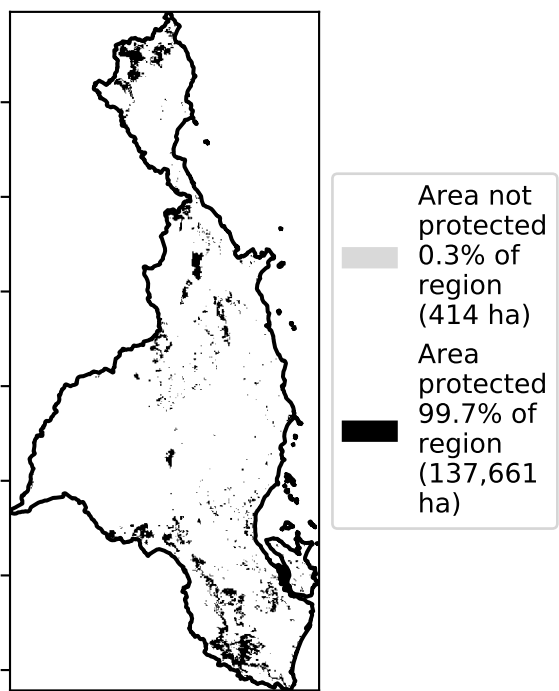 Area not
protected
0.3% of
region
(414 ha)
Area
protected
99.7% of
region
(137,661
ha)